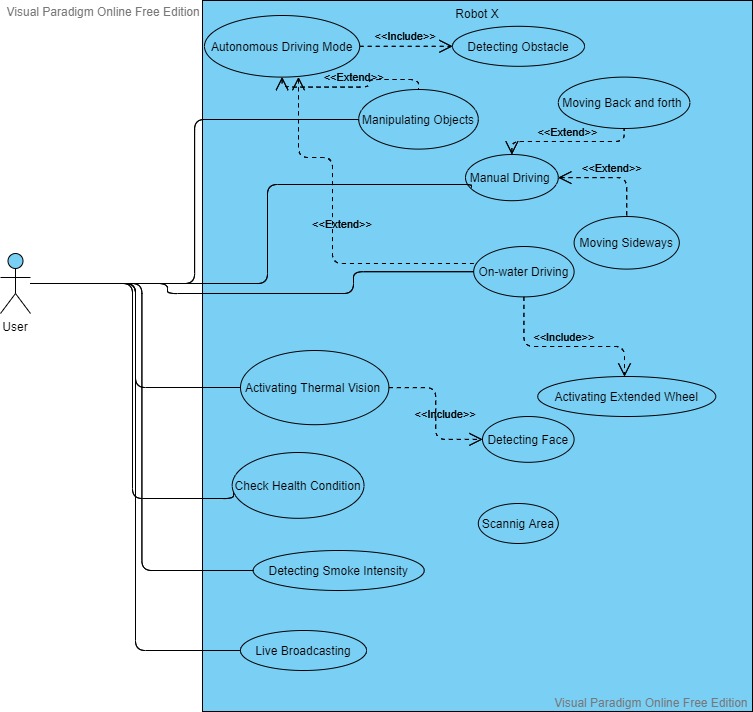 Visual Paradigm Online Free Edition
Robot X
Autonomous Driving Mode
<<Include>>
Detecting Obstacle
<<Extend>>
Manipulating Objects
Moving Back and forth
<<Extend>>
Manual Driving
<<Extend>>
<<Extend>>
Moving Sideways
On-water Driving
User
<<Include>>
Activating Thermal Vision
Activating Extended Wheel
<<Include>>
Detecting Face
Check Health Condition
Scannig Area
Detecting Smoke Intensity
Live Broadcasting
Visual Paradigm Online Free Edition